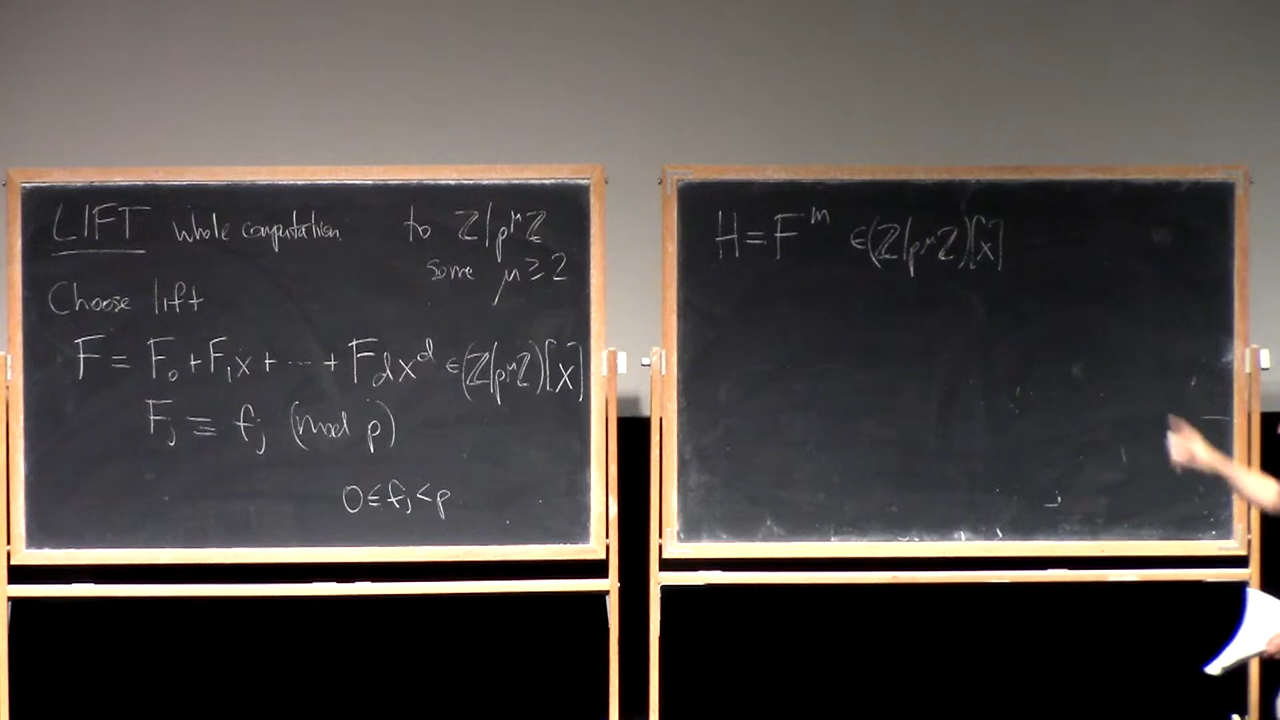 LIFT whole computation to ℤ/p^μℤ
some μ ≥ 2
Choose lift
F = F₀ + F₁x + ··· + F_d x^d ∈ (ℤ/p^μℤ)[x]
F_j ≡ f_j (mod p)
0 ≤ f_j < p
H = F^m ∈ (ℤ/p^μℤ)[x]